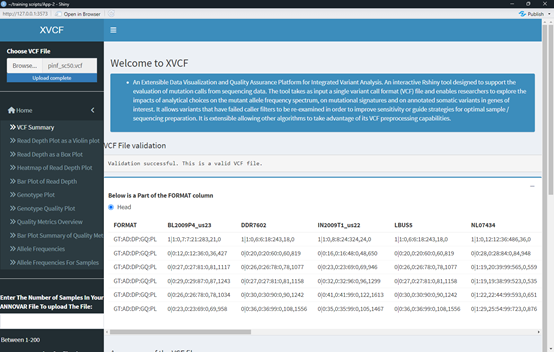 ~/training scripts/App-2 - Shiny
http://127.0.0.1:3573 Open in Browser Publish
XVCF
Choose VCF File
Browse... pinf_sc50.vcf
Upload complete
Home
VCF Summary
Read Depth Plot as a Violin plot
Read Depth as a Box Plot
Heatmap of Read Depth Plot
Bar Plot of Read Depth
Genotype Plot
Genotype Quality Plot
Quality Metrics Overview
Bar Plot Summary of Quality Met
Allele Frequencies
Allele Frequencies For Samples
Enter The Number of Samples in Your
ANNOVAR File To upload The File:
Between 1-200
Welcome to XVCF
An Extensible Data Visualization and Quality Assurance Platform for Integrated Variant Analysis. An interactive Rshiny tool designed to support the
evaluation of mutation calls from sequencing data. The tool takes as input a single variant call format (VCF) file and enables researchers to explore the
impacts of analytical choices on the mutant allele frequency spectrum, on mutational signatures and on annotated somatic variants in genes of
interest. It allows variants that have failed caller filters to be re-examined in order to improve sensitivity or guide strategies for optimal sample /
sequencing preparation. It is extensible allowing other algorithms to take advantage of its VCF preprocessing capabilities.
VCF File validation
Validation successful. This is a valid VCF file.
Below is a Part of the FORMAT column
Head
FORMAT BL2009P4_us23 DDR7602 IN2009T1_us22 LBUS5 NL07434
GT:AD:DP:GQ:PL 1|1:0,7:7:21:283,21,0 1|1:0,6:6:18:243,18,0 1|1:0,8:8:24:324,24,0 1|1:0,6:6:18:243,18,0 1|1:0,12:12:36:486,36,0
GT:AD:DP:GQ:PL 0|0:12,0:12:36:0,36,427 0|0:20,0:20:60:0,60,819 0|0:16,0:16:48:0,48,650 0|0:20,0:20:60:0,60,819 0|0:28,0:28:84:0,84,948
GT:AD:DP:GQ:PL 0|0:27,0:27:81:0,81,1117 0|0:26,0:26:78:0,78,1077 0|0:23,0:23:69:0,69,946 0|0:26,0:26:78:0,78,1077 0|1:19,20:39:99:565,0,559
GT:AD:DP:GQ:PL 0|0:29,0:29:87:0,87,1243 0|0:27,0:27:81:0,81,1158 0|0:32,0:32:96:0,96,1299 0|0:27,0:27:81:0,81,1158 0|1:19,19:38:99:523,0,535
GT:AD:DP:GQ:PL 0|0:26,0:26:78:0,78,1034 0|0:30,0:30:90:0,90,1242 0|0:41,0:41:99:0,122,1613 0|0:30,0:30:90:0,90,1242 0|1:22,22:44:99:593,0,651
GT:AD:DP:GQ:PL 0|0:23,0:23:69:0,69,958 0|0:36,0:36:99:0,108,1556 0|0:35,0:35:99:0,105,1467 0|0:36,0:36:99:0,108,1556 0|1:29,25:54:99:723,0,876